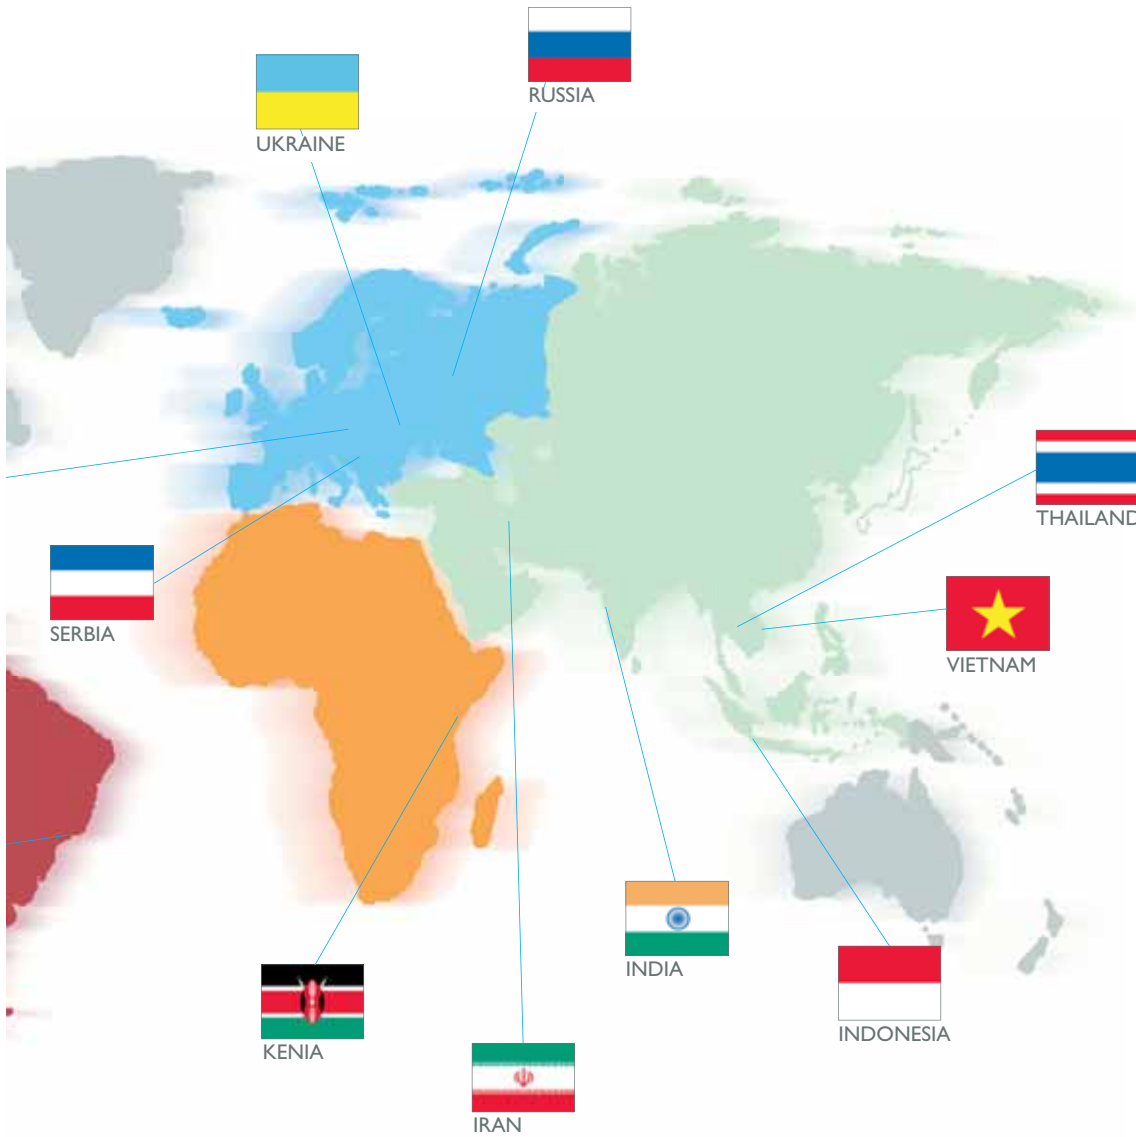 RUSSIA
UKRAINE
THAILAND
SERBIA
VIETNAM
INDIA
INDONESIA
KENIA
IRAN